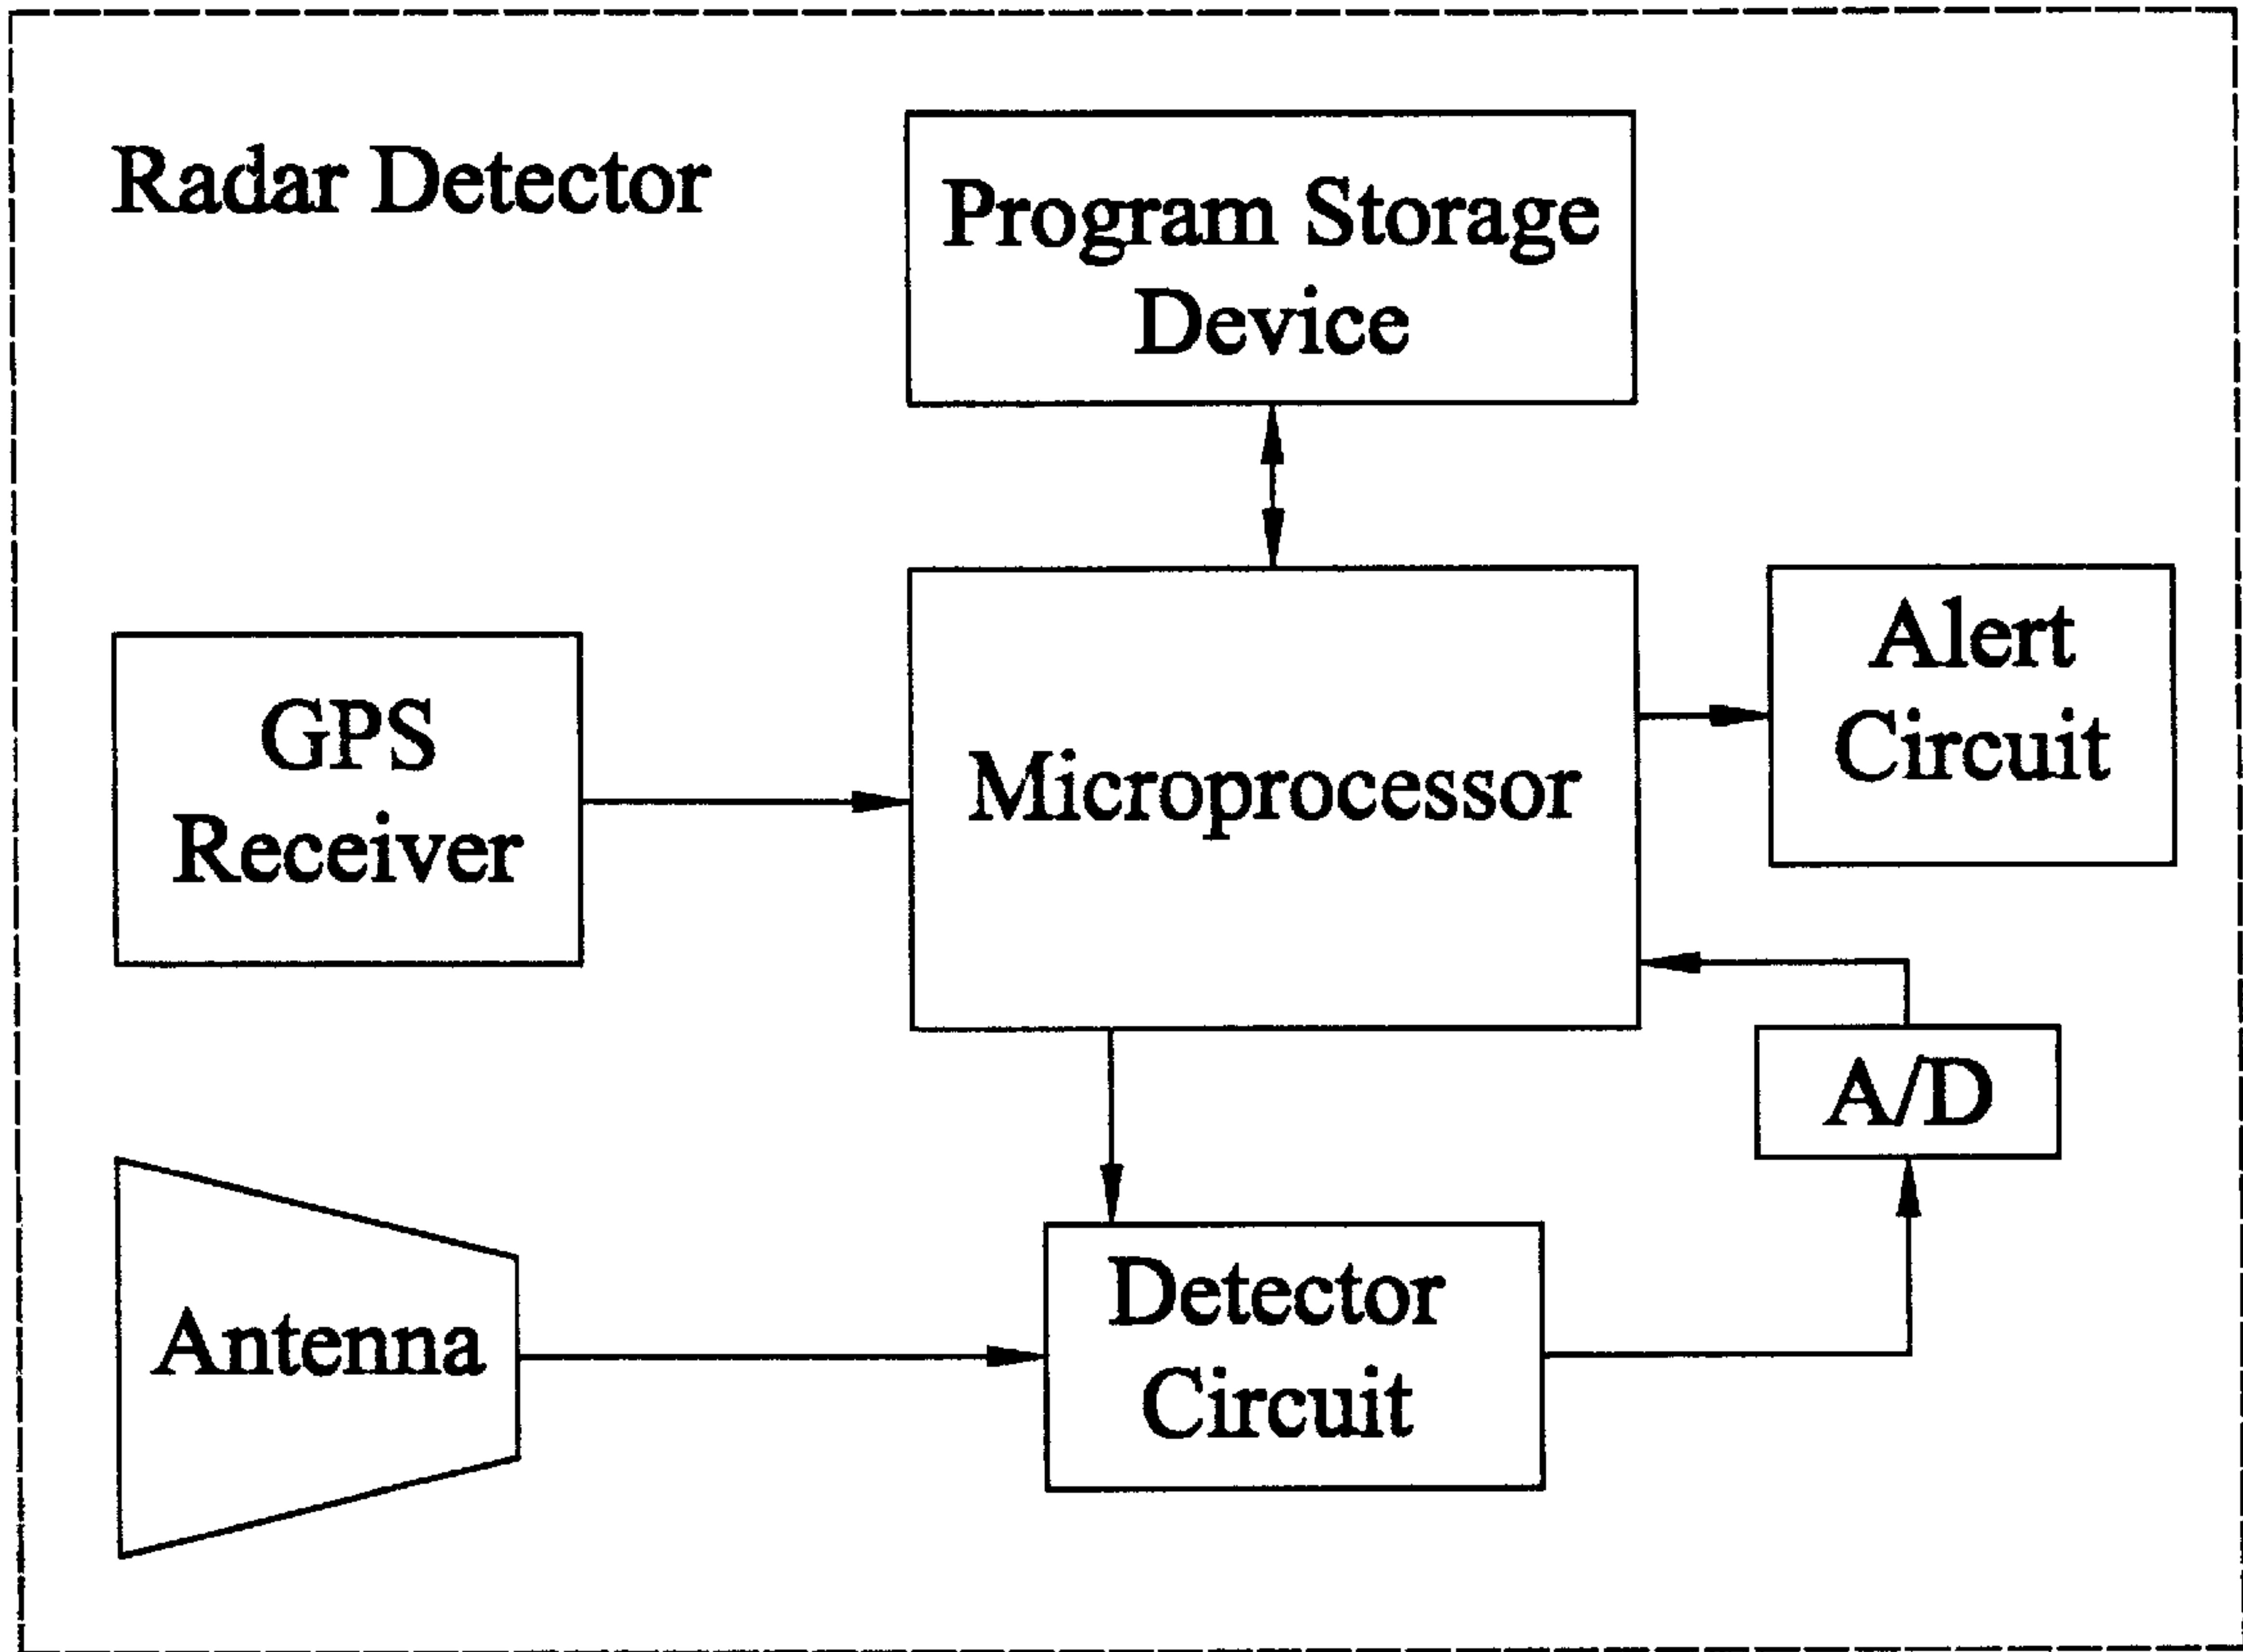 Radar Detector
Program Storage
Device
GPS
Receiver
Microprocessor
Alert
Circuit
A/D
Antenna
Detector
Circuit